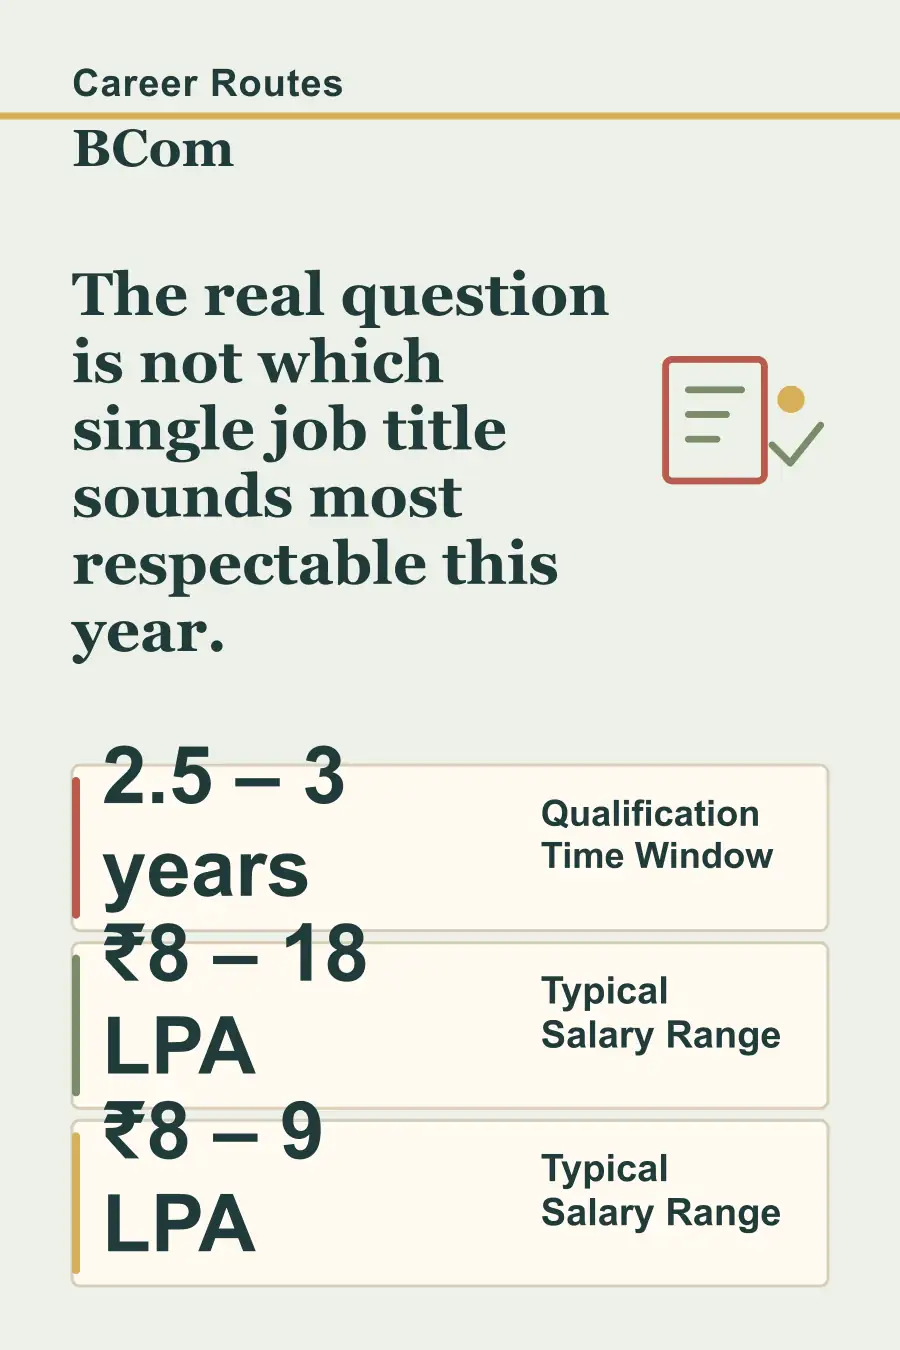 Career Routes
BCom
The real question
is not which
single job title
sounds most
respectable this
year.
2.5 – 3
years
Qualification
Time Window
₹8 – 18
LPA
Typical
Salary Range
₹8 – 9
LPA
Typical
Salary Range